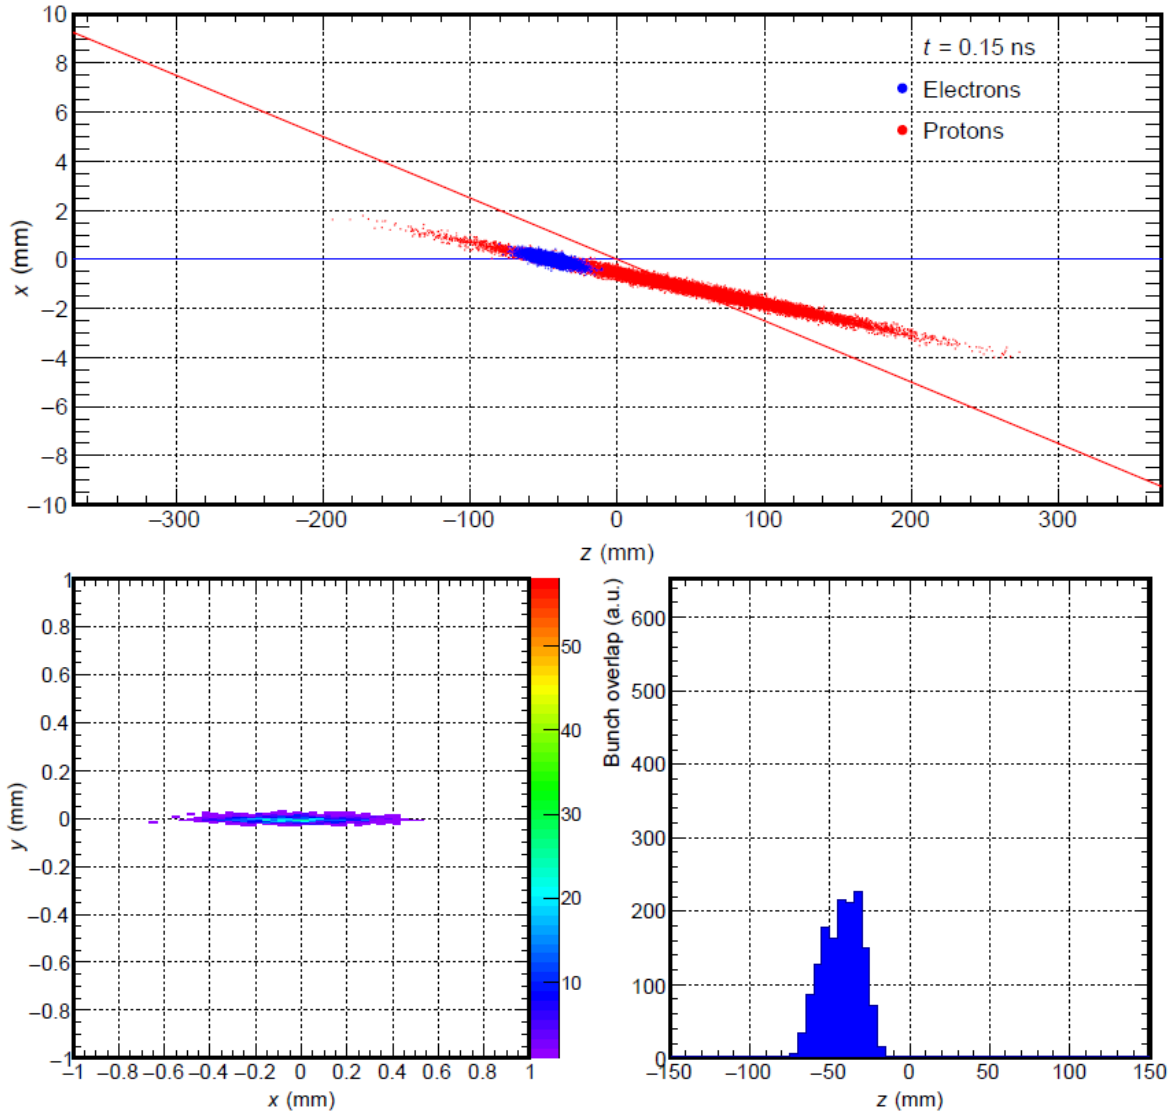 10
8
6
4
2
0
−2
−4
−6
−8
−10
x (mm)
t = 0.15 ns
Electrons
Protons
−300 −200 −100 0 100 200 300
z (mm)
1
0.8
0.6
0.4
0.2
0
−0.2
−0.4
−0.6
−0.8
−1
y (mm)
−1 −0.8 −0.6 −0.4 −0.2 0 0.2 0.4 0.6 0.8 1
x (mm)
50
40
30
20
10
Bunch overlap (a.u.)
600
500
400
300
200
100
0
−150 −100 −50 0 50 100 150
z (mm)